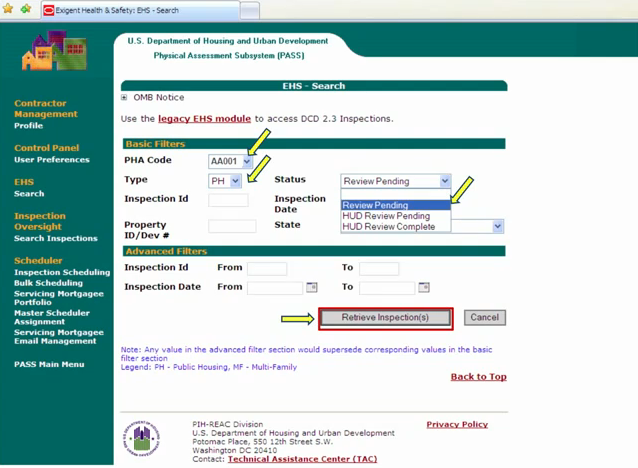 Exigent Health & Safety: EHS - Search
U.S. Department of Housing and Urban Development
Physical Assessment Subsystem (PASS)
EHS - Search
OMB Notice
Use the legacy EHS module to access DCD 2.3 Inspections.
Contractor
Management
Profile
Control Panel
User Preferences
EHS
Search
Inspection
Oversight
Search Inspections
Scheduler
Inspection Scheduling
Bulk Scheduling
Servicing Mortgagee
Portfolio
Master Scheduler
Assignment
Servicing Mortgagee
Email Management
PASS Main Menu
Basic Filters
PHA Code AA001
Type PH Status Review Pending
Review Pending
HUD Review Pending
HUD Review Complete
Inspection Id Inspection
Date
Property
ID/Dev # State
Advanced Filters
Inspection Id From To
Inspection Date From To
Retrieve Inspection(s) Cancel
Note: Any value in the advanced filter section would supersede corresponding values in the basic
filter section
Legend: PH - Public Housing, MF - Multi-Family
Back to Top
PIH-REAC Division
U.S. Department of Housing and Urban Development
Potomac Place, 550 12th Street S.W.
Washington DC 20410
Contact: Technical Assistance Center (TAC)
Privacy Policy